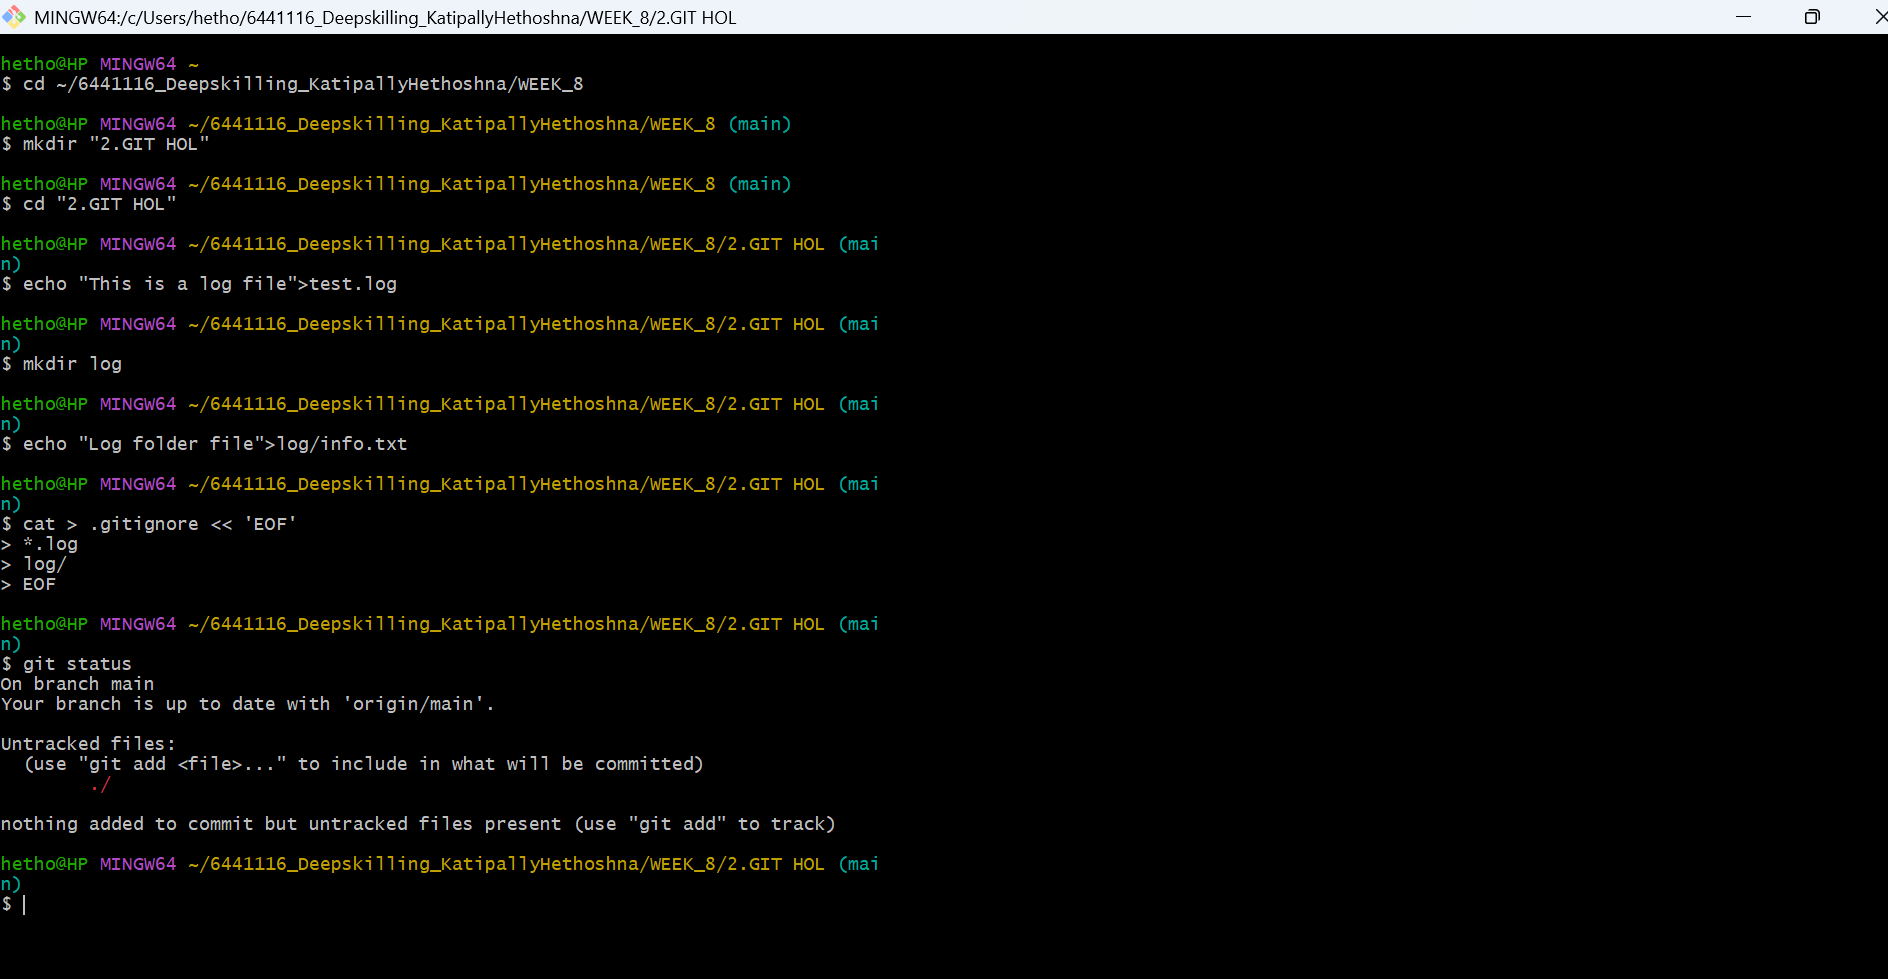 MINGW64:/c/Users/hetho/6441116_Deepskilling_KatipallyHethoshna/WEEK_8/2.GIT HOL
hetho@HP MINGW64 ~
$ cd ~/6441116_Deepskilling_KatipallyHethoshna/WEEK_8
hetho@HP MINGW64 ~/6441116_Deepskilling_KatipallyHethoshna/WEEK_8 (main)
$ mkdir "2.GIT HOL"
hetho@HP MINGW64 ~/6441116_Deepskilling_KatipallyHethoshna/WEEK_8 (main)
$ cd "2.GIT HOL"
hetho@HP MINGW64 ~/6441116_Deepskilling_KatipallyHethoshna/WEEK_8/2.GIT HOL (mai
n)
$ echo "This is a log file">test.log
hetho@HP MINGW64 ~/6441116_Deepskilling_KatipallyHethoshna/WEEK_8/2.GIT HOL (mai
n)
$ mkdir log
hetho@HP MINGW64 ~/6441116_Deepskilling_KatipallyHethoshna/WEEK_8/2.GIT HOL (mai
n)
$ echo "Log folder file">log/info.txt
hetho@HP MINGW64 ~/6441116_Deepskilling_KatipallyHethoshna/WEEK_8/2.GIT HOL (mai
n)
$ cat > .gitignore << 'EOF'
> *.log
> log/
> EOF
hetho@HP MINGW64 ~/6441116_Deepskilling_KatipallyHethoshna/WEEK_8/2.GIT HOL (mai
n)
$ git status
On branch main
Your branch is up to date with 'origin/main'.
Untracked files:
  (use "git add <file>..." to include in what will be committed)
        ./
nothing added to commit but untracked files present (use "git add" to track)
hetho@HP MINGW64 ~/6441116_Deepskilling_KatipallyHethoshna/WEEK_8/2.GIT HOL (mai
n)
$